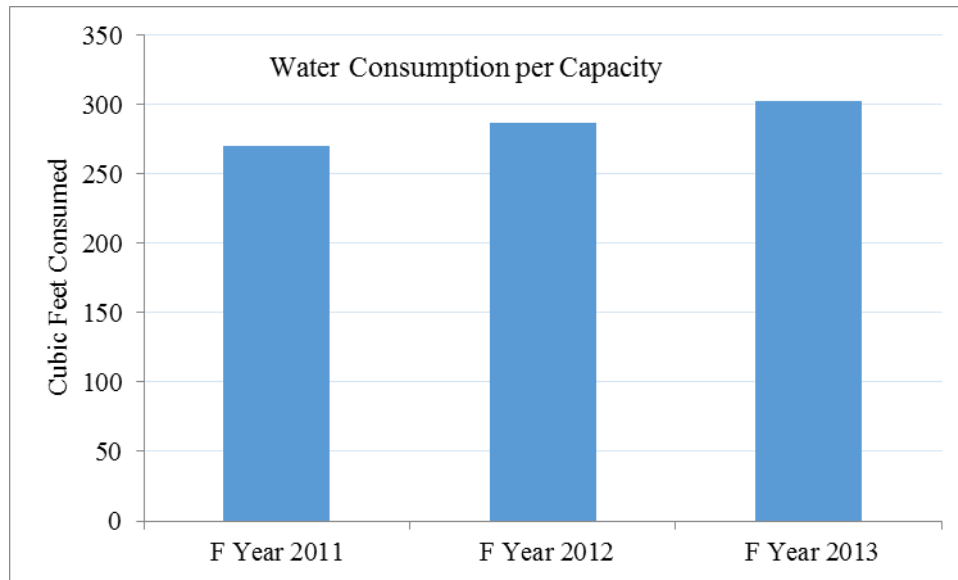 Water Consumption per Capacity
Cubic Feet Consumed
350
300
250
200
150
100
50
0
F Year 2011
F Year 2012
F Year 2013